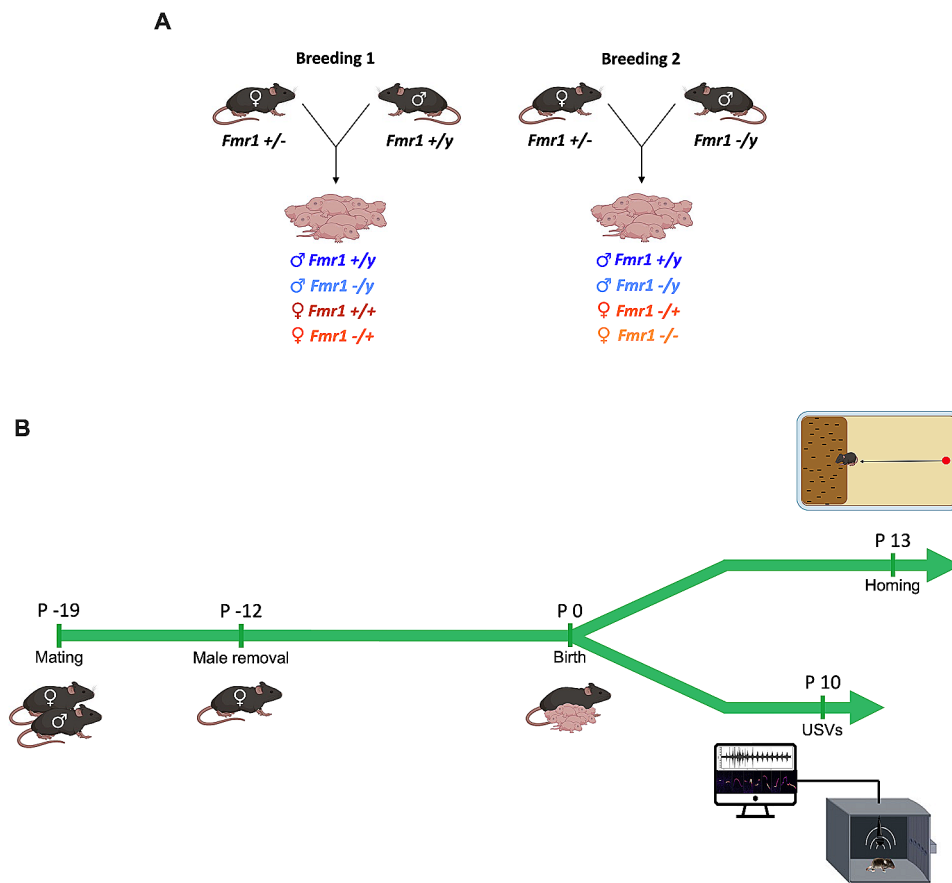 A
Breeding 1
Breeding 2
♀
♂
♀
♂
Fmr1 +/-
Fmr1 +/y
Fmr1 +/-
Fmr1 -/y
♂ Fmr1 +/y
♂ Fmr1 -/y
♀ Fmr1 +/+
♀ Fmr1 -/+
♂ Fmr1 +/y
♂ Fmr1 -/y
♀ Fmr1 -/+
♀ Fmr1 -/-
B
P 13
Homing
P -19
Mating
P -12
Male removal
P 0
Birth
♀
♂
♀
P 10
USVs